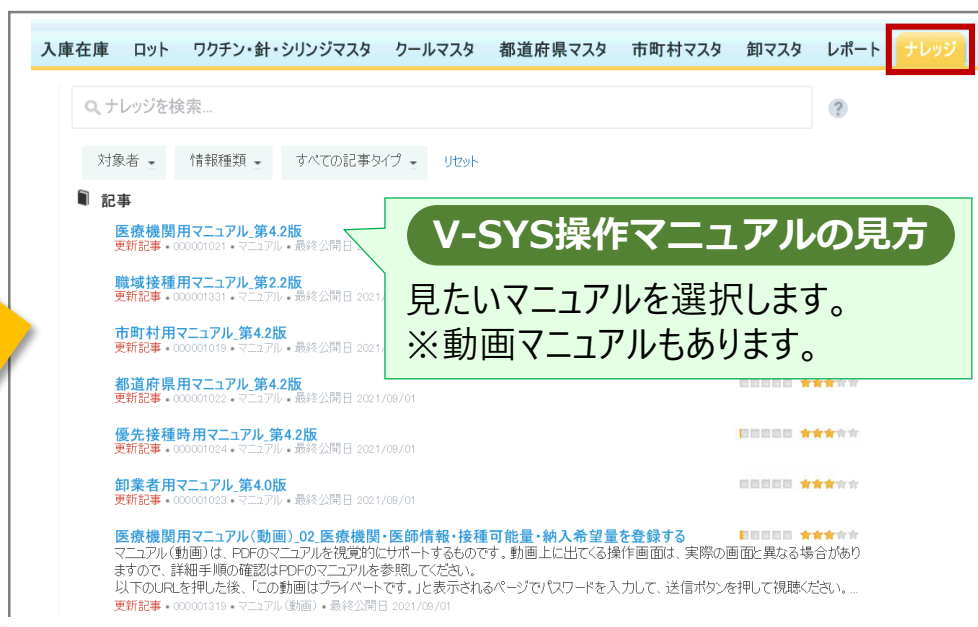 入庫在庫 ロット ワクチン・針・シリンジマスタ クールマスタ 都道府県マスタ 市町村マスタ 卸マスタ レポート ナレッジ
ナレッジを検索... ?
対象者 情報種類 すべての記事タイプ リセット
記事
医療機関用マニュアル_第4.2版
更新記事 • 000001021 • マニュアル • 最終公開日
職域接種用マニュアル_第2.2版
更新記事 • 000001331 • マニュアル • 最終公開日 2021/
市町村用マニュアル_第4.2版
更新記事 • 000001019 • マニュアル • 最終公開日 2021/
都道府県用マニュアル_第4.2版
更新記事 • 000001022 • マニュアル • 最終公開日 2021/09/01
優先接種時用マニュアル_第4.2版
更新記事 • 000001024 • マニュアル • 最終公開日 2021/09/01
卸業者用マニュアル_第4.0版
更新記事 • 000001023 • マニュアル • 最終公開日 2021/09/01
医療機関用マニュアル(動画)_02_医療機関・医師情報・接種可能量・納入希望量を登録する
マニュアル(動画)は、PDFのマニュアルを視覚的にサポートするものです。動画上に出てくる操作画面は、実際の画面と異なる場合があり
ますので、詳細手順の確認はPDFのマニュアルを参照してください。
以下のURLを押した後、「この動画はプライベートです。」と表示されるページでパスワードを入力して、送信ボタンを押して視聴ください。...
更新記事 • 000001319 • マニュアル(動画) • 最終公開日 2021/09/01
V-SYS操作マニュアルの見方
見たいマニュアルを選択します。
※動画マニュアルもあります。